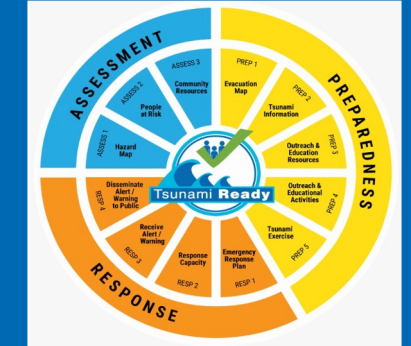 ASSESSMENT
ASSESS 1
Hazard
Map
ASSESS 2
People
at Risk
ASSESS 3
Community
Resources
PREPAREDNESS
PREP 1
Evacuation
Map
PREP 2
Tsunami
Information
PREP 3
Outreach &
Education
Resources
PREP 4
Outreach &
Educational
Activities
PREP 5
Tsunami
Exercise
RESPONSE
RESP 1
Emergency
Response
Plan
RESP 2
Response
Capacity
RESP 3
Receive
Alert /
Warning
RESP 4
Disseminate
Alert /
Warning
to Public
Tsunami Ready